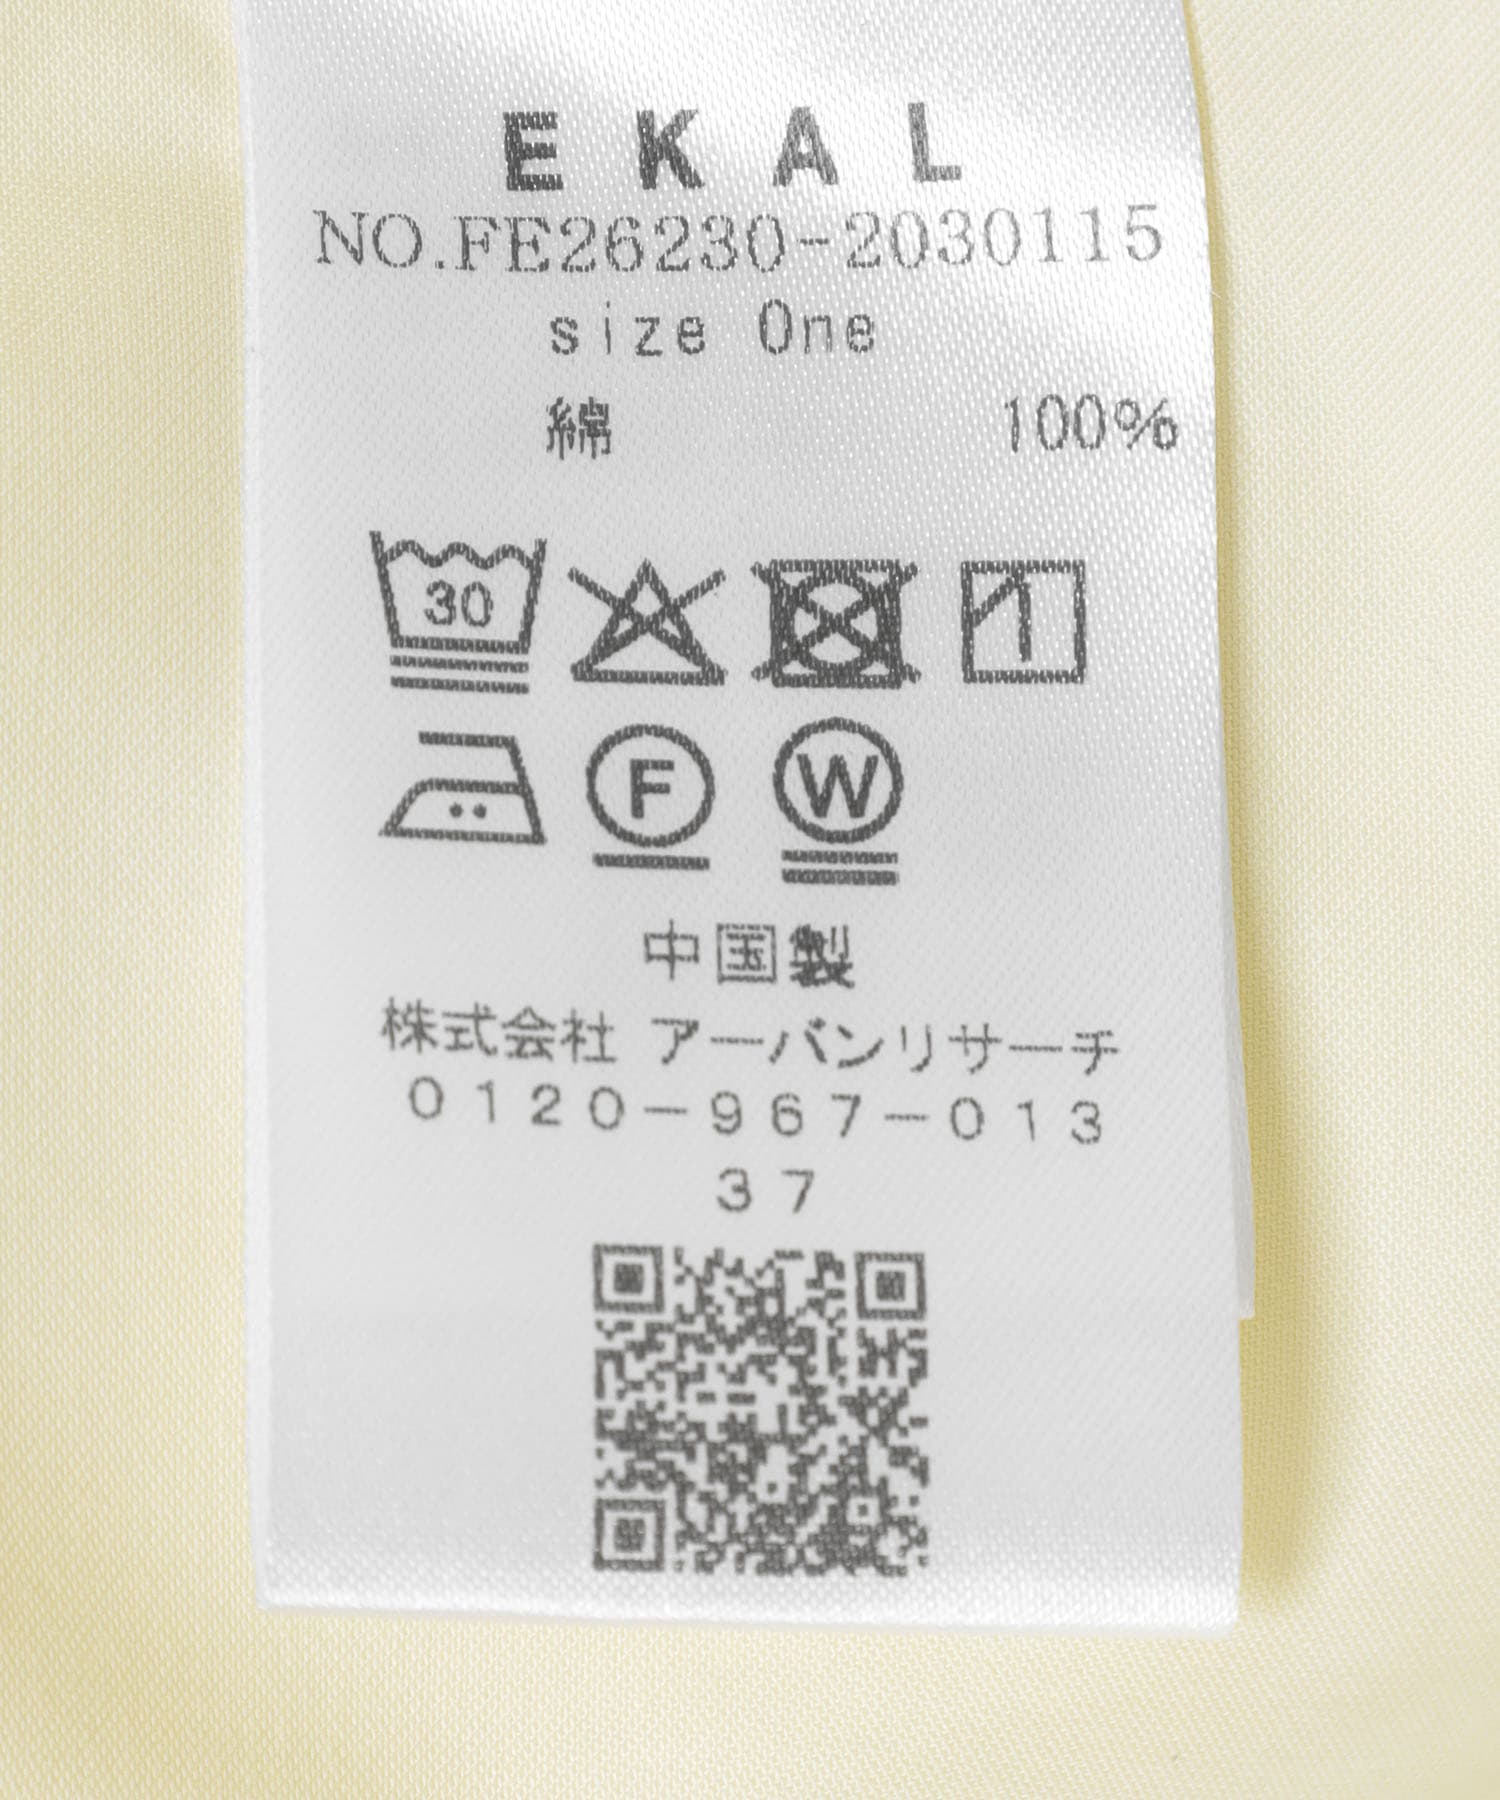 EKAL
NO.FE26230-2030115
size One
綿 100%
30
F W
中国製
株式会社 アーバンリサーチ
0120-967-013
37